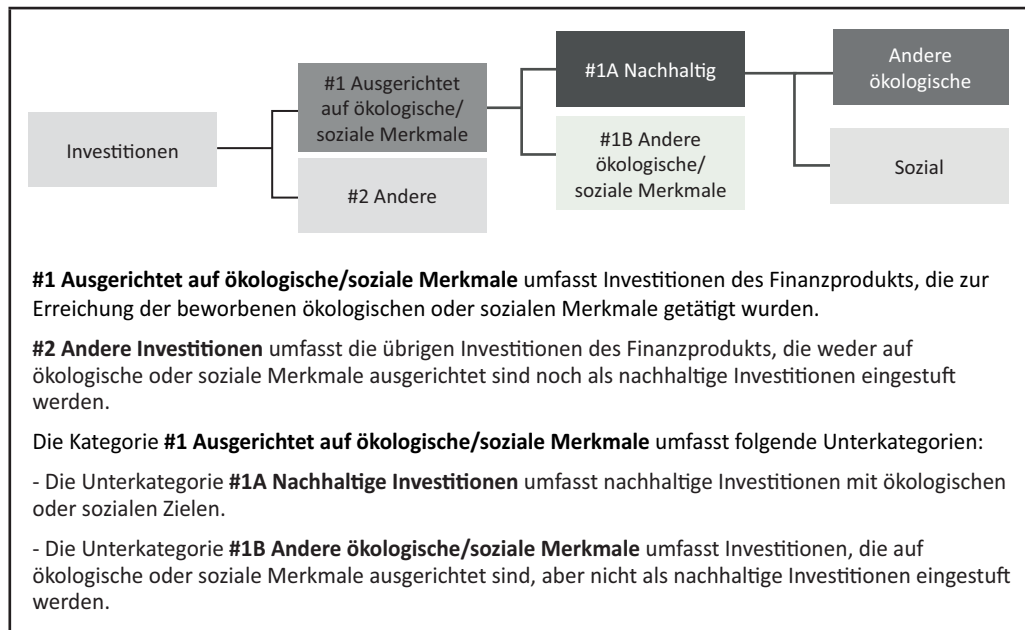 Investitionen
#1 Ausgerichtet
auf ökologische/
soziale Merkmale
#2 Andere
#1A Nachhaltig
#1B Andere
ökologische/
soziale Merkmale
Andere
ökologische
Sozial
#1 Ausgerichtet auf ökologische/soziale Merkmale umfasst Investitionen des Finanzprodukts, die zur
Erreichung der beworbenen ökologischen oder sozialen Merkmale getätigt wurden.
#2 Andere Investitionen umfasst die übrigen Investitionen des Finanzprodukts, die weder auf
ökologische oder soziale Merkmale ausgerichtet sind noch als nachhaltige Investitionen eingestuft
werden.
Die Kategorie #1 Ausgerichtet auf ökologische/soziale Merkmale umfasst folgende Unterkategorien:
- Die Unterkategorie #1A Nachhaltige Investitionen umfasst nachhaltige Investitionen mit ökologischen
oder sozialen Zielen.
- Die Unterkategorie #1B Andere ökologische/soziale Merkmale umfasst Investitionen, die auf
ökologische oder soziale Merkmale ausgerichtet sind, aber nicht als nachhaltige Investitionen eingestuft
werden.